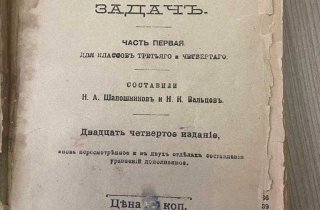 ЗАДАЧЪ.
ЧАСТЬ ПЕРВАЯ
ДЛЯ КЛАССОВЪ ТРЕТЬЯГО и ЧЕТВЕРТАГО.
СОСТАВИЛИ
Н. А. Шапошниковъ и Н. К. Вальцовъ.
Двадцать четвертое изданіе,
вновь пересмотрѣнное и въ двухъ отдѣлахъ составленія
уравненій дополненное.
Цѣна коп.